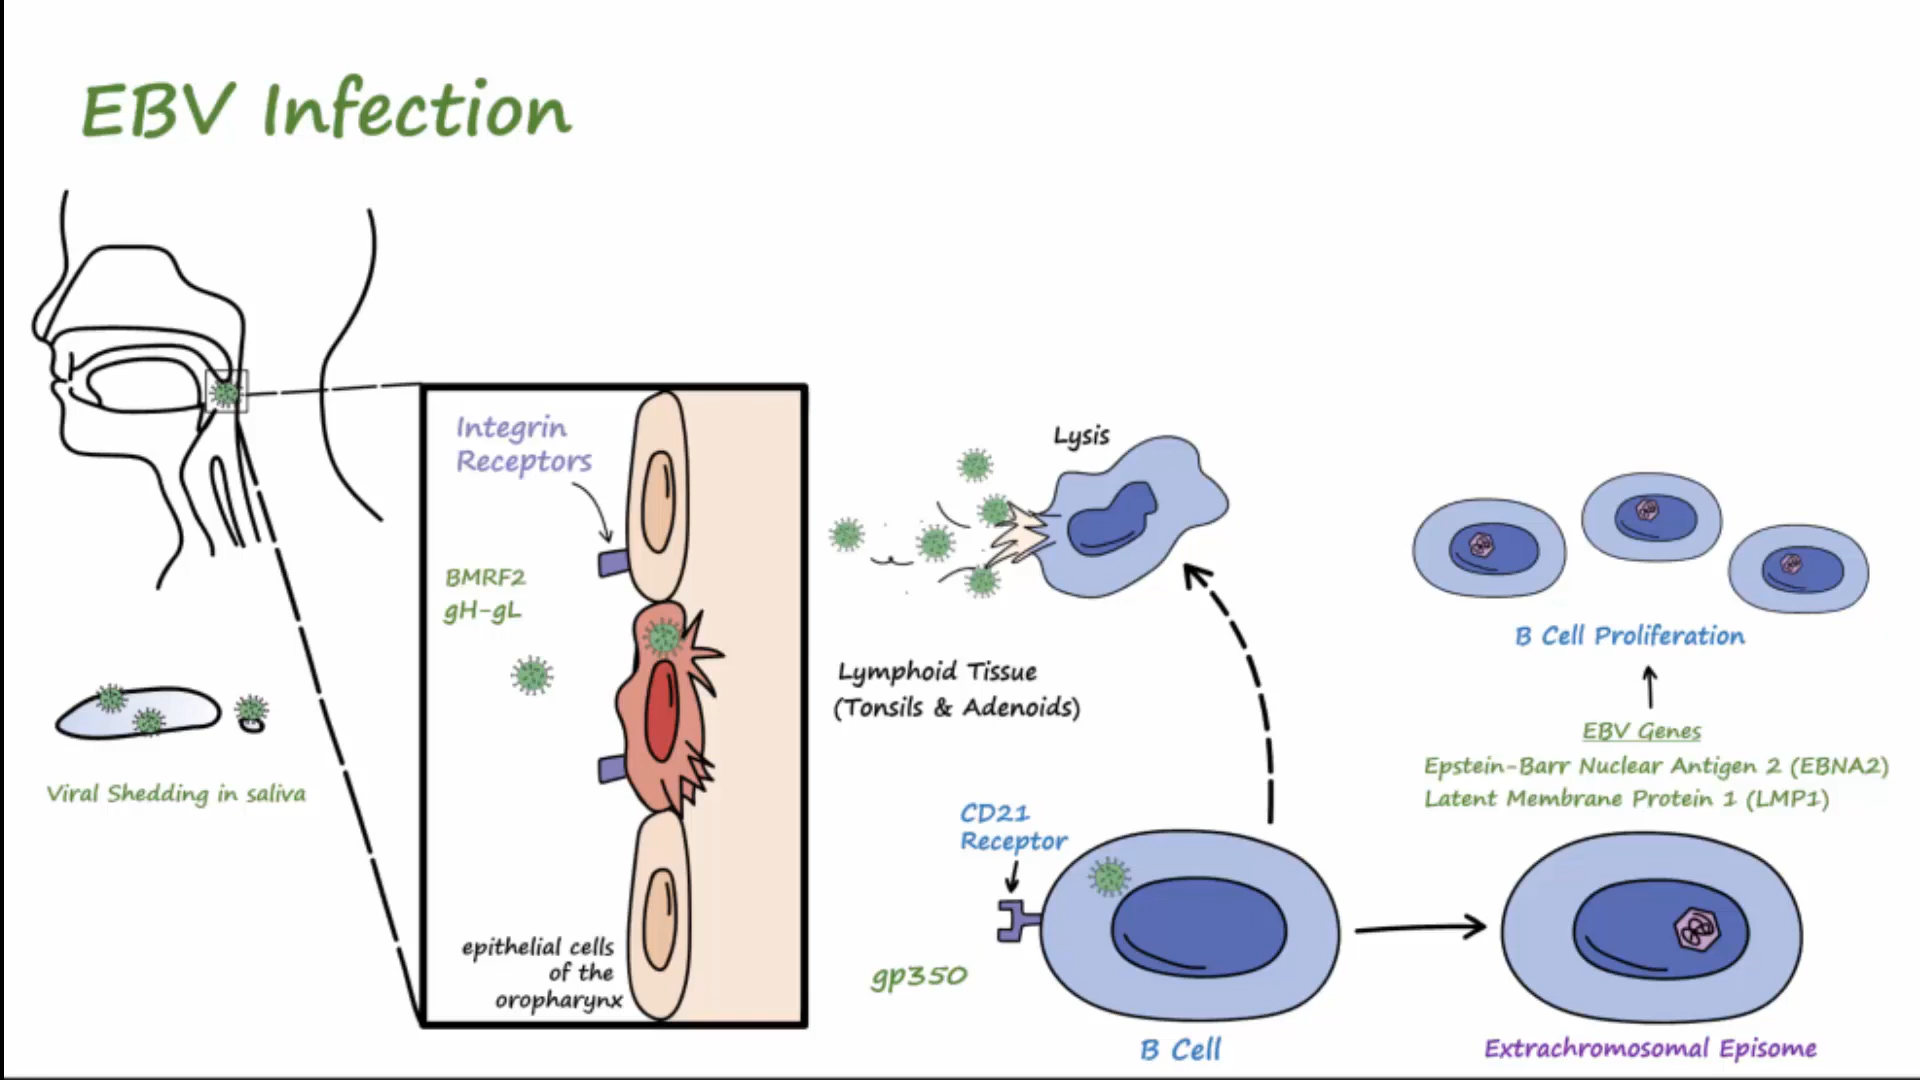 EBV Infection
Integrin
Receptors
BMRF2
gH-gL
epithelial cells
of the
oropharynx
Viral Shedding in saliva
Lysis
Lymphoid Tissue
(Tonsils & Adenoids)
CD21
Receptor
gp350
B Cell
B Cell Proliferation
EBV Genes
Epstein-Barr Nuclear Antigen 2 (EBNA2)
Latent Membrane Protein 1 (LMP1)
Extrachromosomal Episome